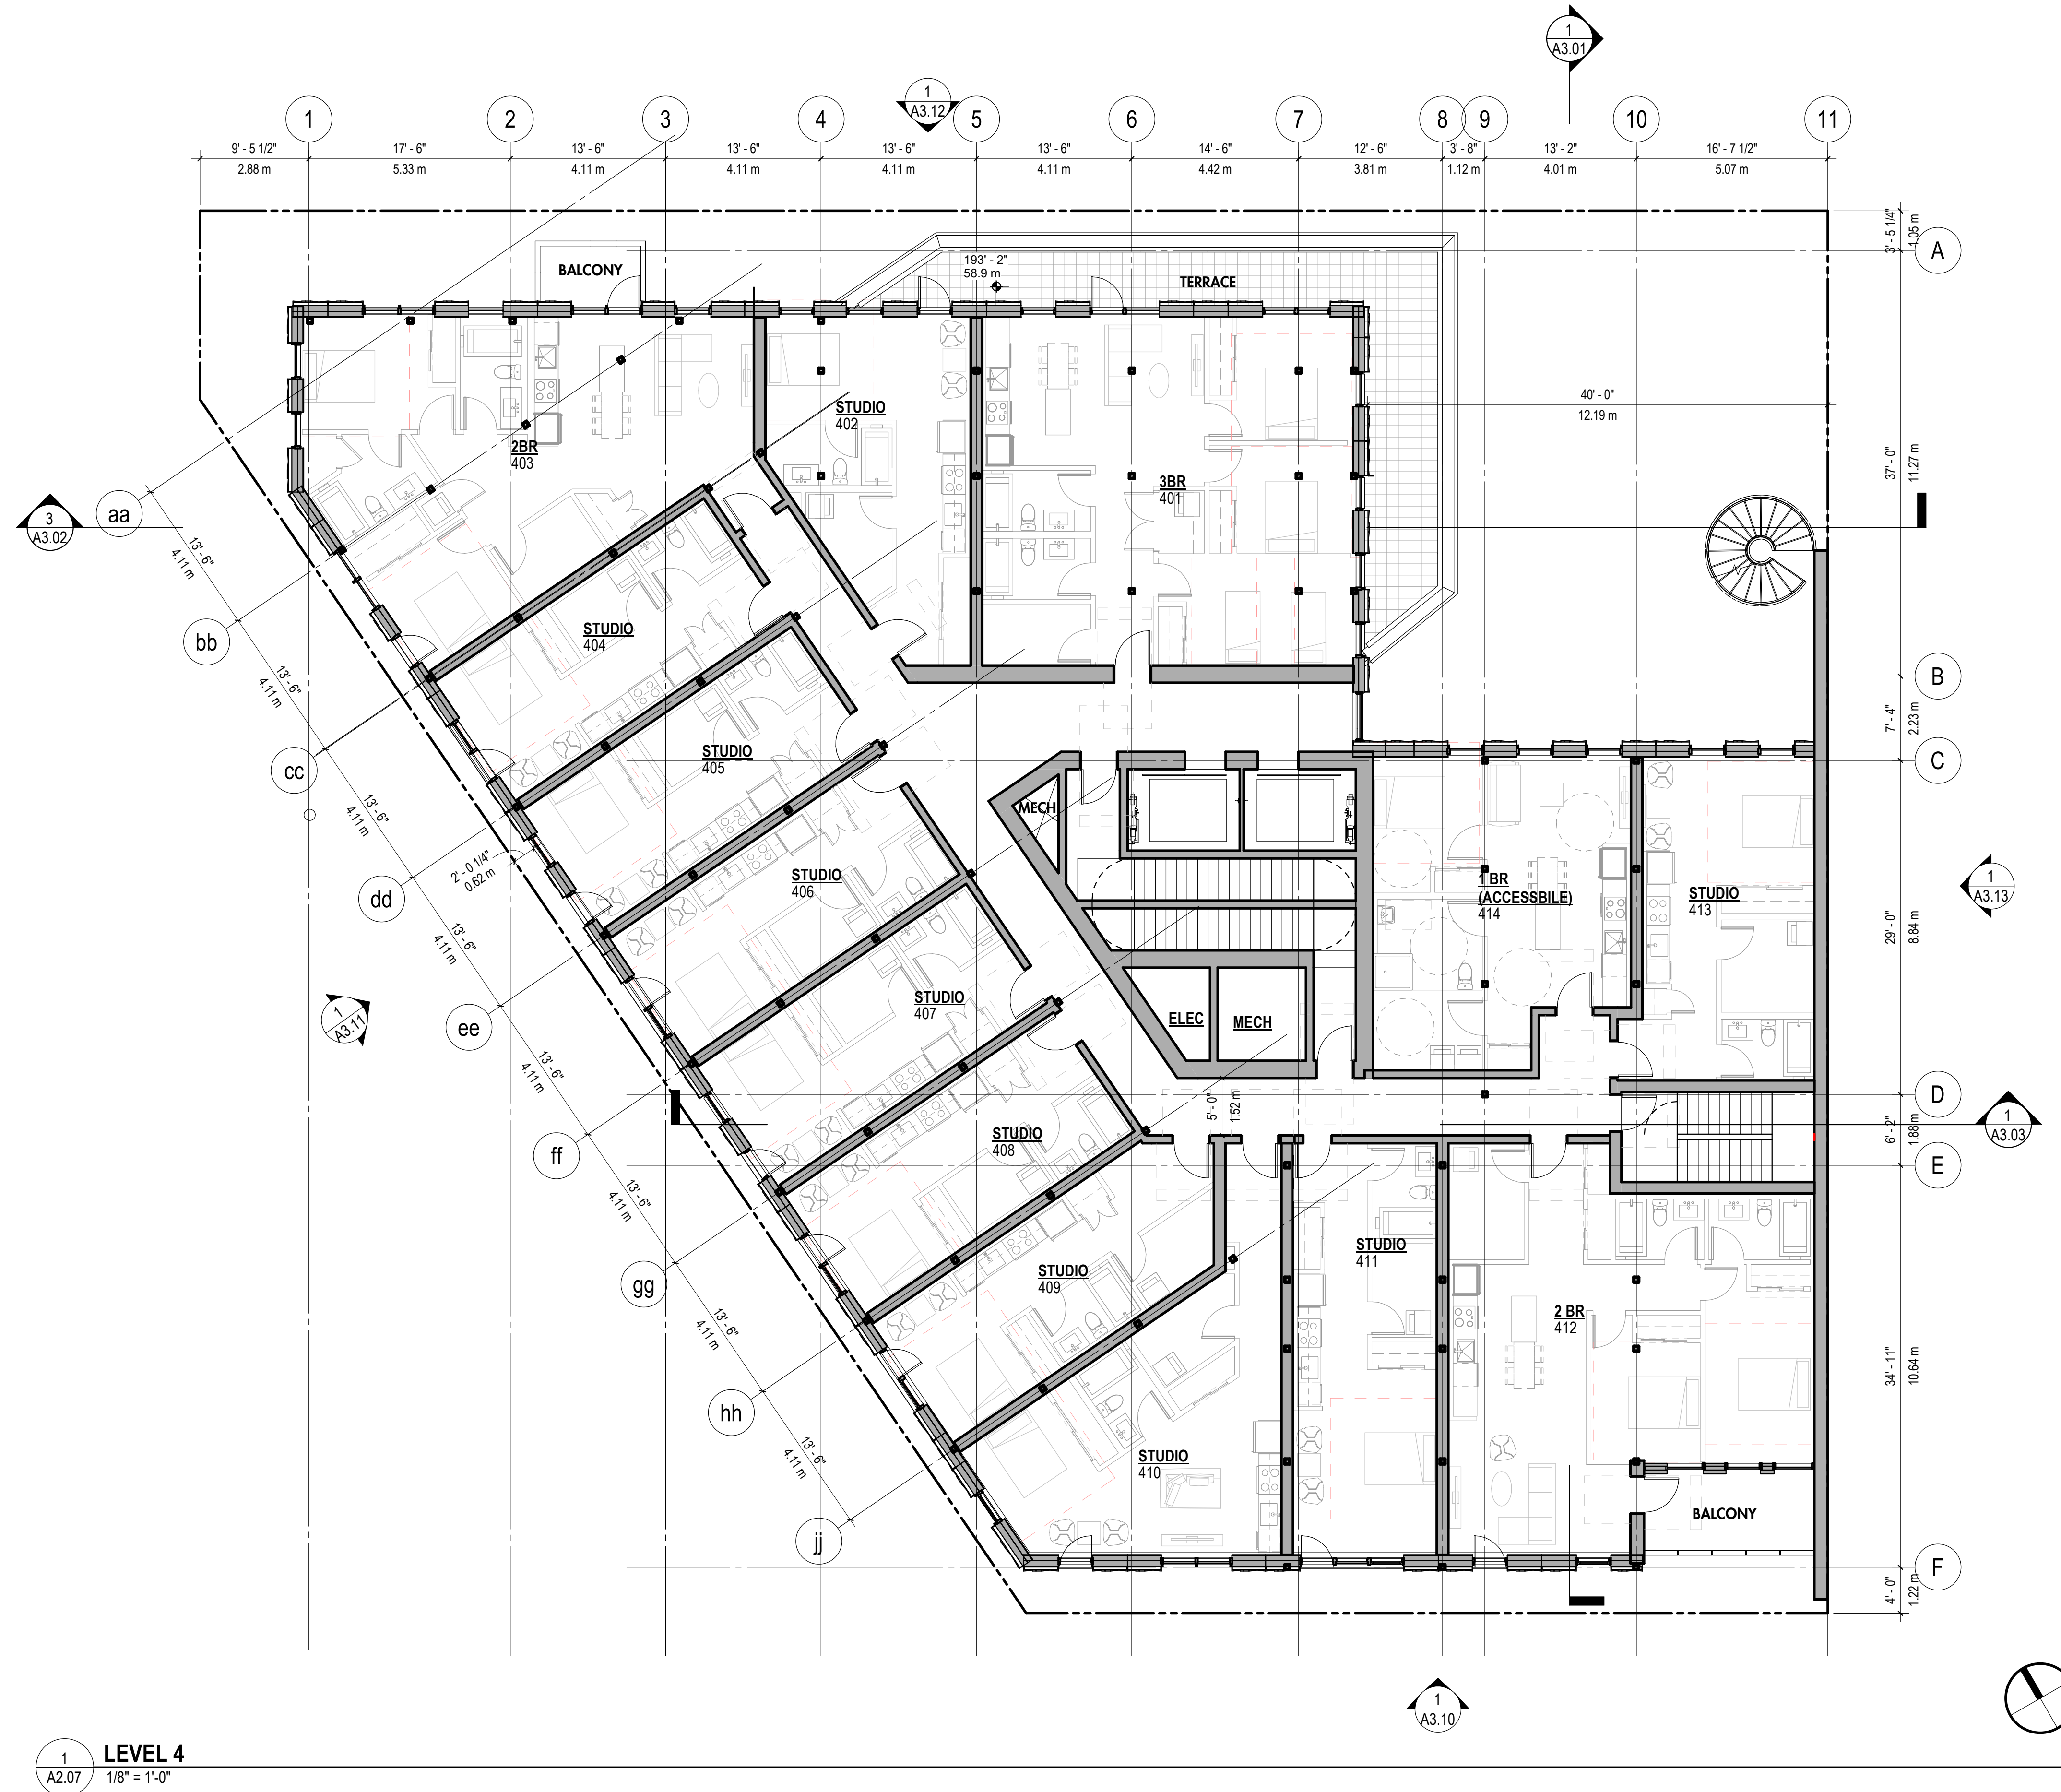 1
A3.01
1
A3.12
1
2
3
4
5
6
7
8
9
10
11
9' - 5 1/2"
17' - 6"
13' - 6"
13' - 6"
13' - 6"
13' - 6"
14' - 6"
12' - 6"
3' - 8"
13' - 2"
16' - 7 1/2"
2.88 m
5.33 m
4.11 m
4.11 m
4.11 m
4.11 m
4.42 m
3.81 m
1.12 m
4.01 m
5.07 m
3' - 5 1/4"
1.05 m
A
BALCONY
193' - 2"
58.9 m
TERRACE
40' - 0"
12.19 m
STUDIO
402
2BR
403
3BR
401
37' - 0"
11.27 m
3
A3.02
aa
13' - 6"
4.11 m
bb
STUDIO
404
13' - 6"
4.11 m
B
7' - 4"
2.23 m
STUDIO
405
cc
C
MECH
13' - 6"
4.11 m
2' - 0 1/4"
0.62 m
STUDIO
406
1 BR
(ACCESSBILE)
414
STUDIO
413
1
A3.13
dd
29' - 0"
8.84 m
13' - 6"
4.11 m
STUDIO
407
ELEC
MECH
1
A3.11
ee
13' - 6"
4.11 m
5' - 0"
1.52 m
D
STUDIO
408
6' - 2"
1.88 m
1
A3.03
ff
E
13' - 6"
4.11 m
STUDIO
411
STUDIO
409
gg
2 BR
412
13' - 6"
4.11 m
34' - 11"
10.64 m
hh
13' - 6"
4.11 m
STUDIO
410
BALCONY
jj
F
4' - 0"
1.22 m
1
A3.10
1
A2.07
LEVEL 4
1/8" = 1'-0"